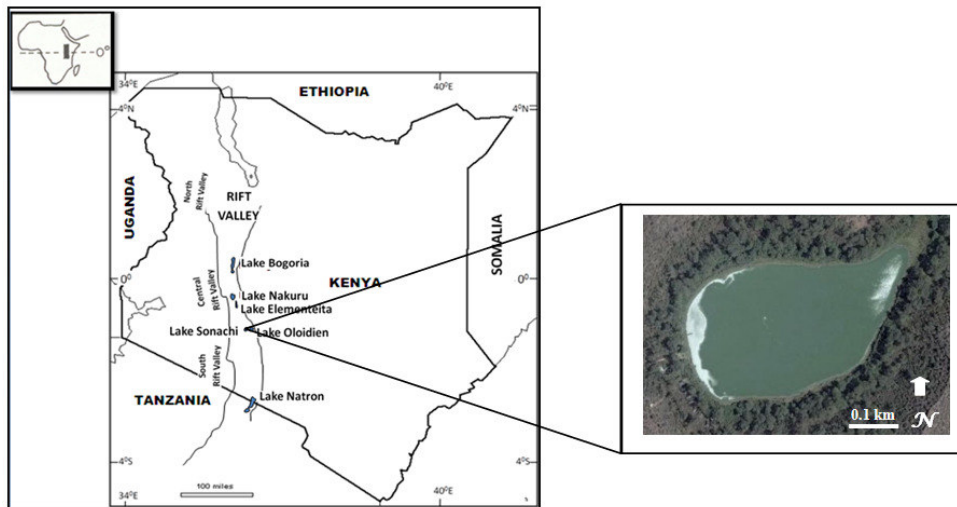 0°
34°E
40°E
ETHIOPIA
4°N
4°N
UGANDA
North
Rift Valley
RIFT
VALLEY
SOMALIA
Lake Bogoria
0°
Central
Rift Valley
KENYA
0°
Lake Nakuru
Lake Elementeita
Lake Sonachi
Lake Oloidien
South
Rift Valley
TANZANIA
Lake Natron
0.1 km
N
4°S
4°S
100 miles
34°E
40°E